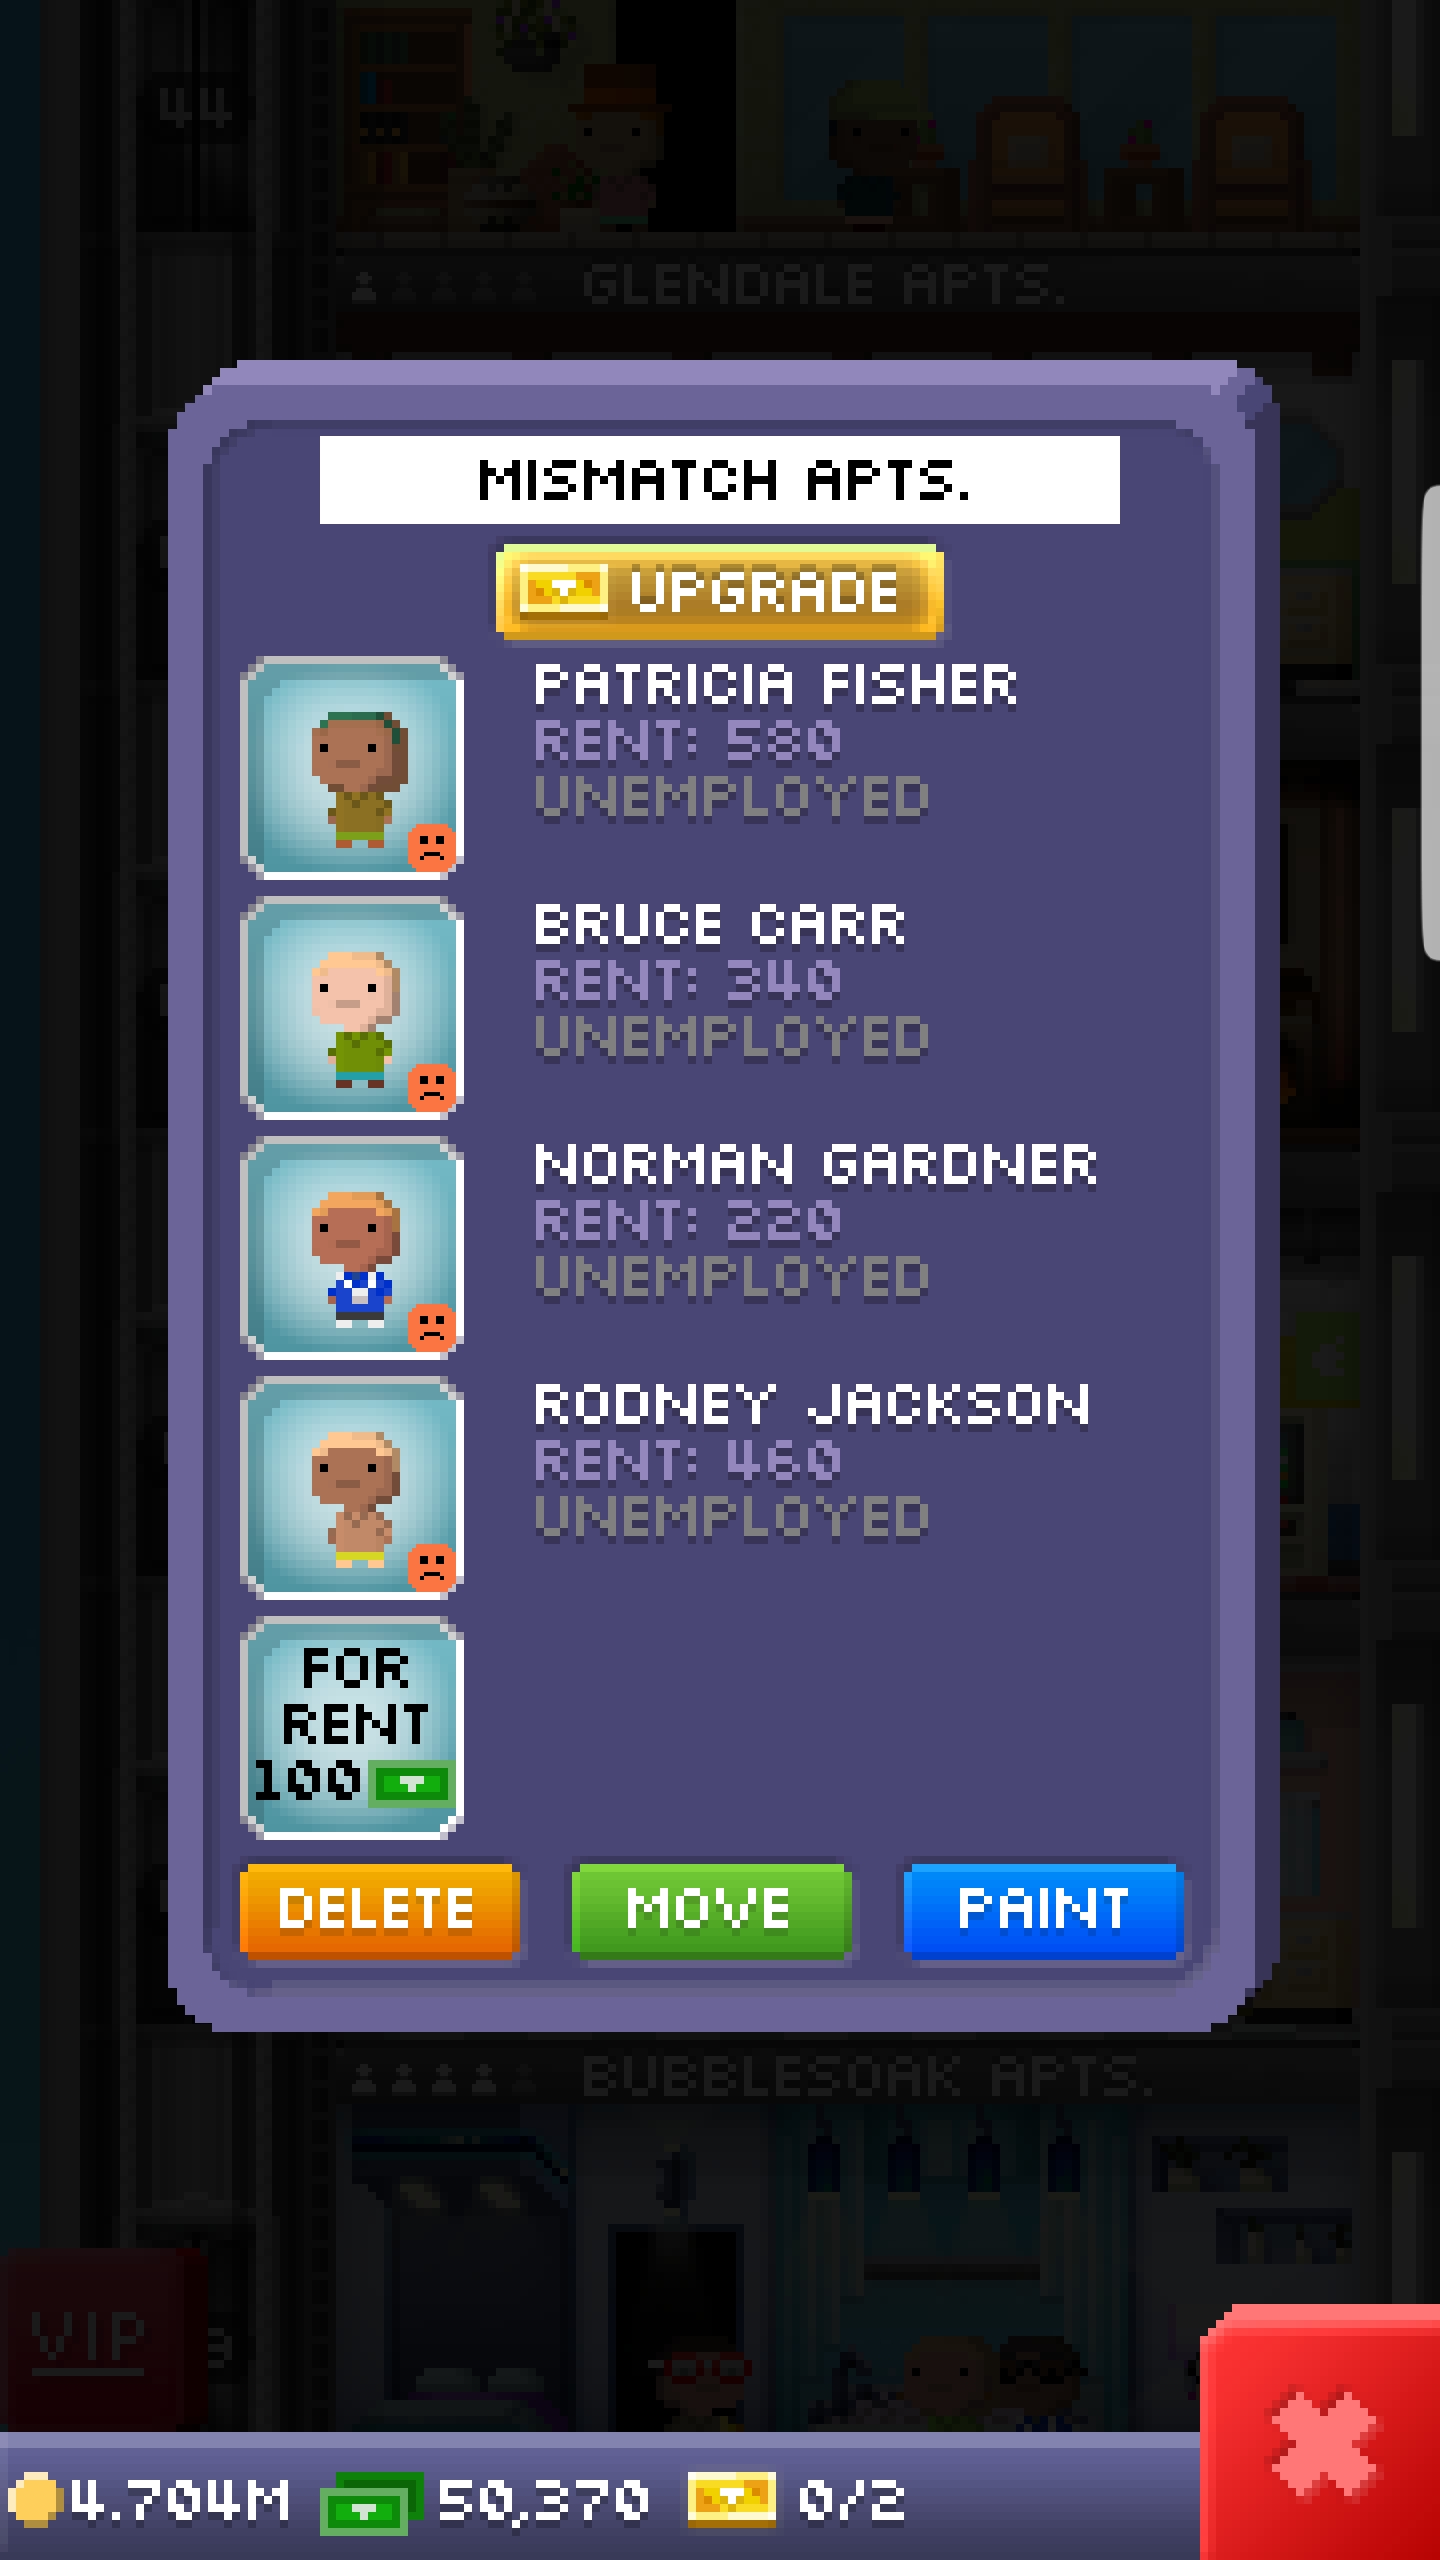 44
GLENDALE APTS.
MISMATCH APTS.
UPGRADE
PATRICIA FISHER
RENT: 580
UNEMPLOYED
BRUCE CARR
RENT: 340
UNEMPLOYED
NORMAN GARDNER
RENT: 220
UNEMPLOYED
RODNEY JACKSON
RENT: 460
UNEMPLOYED
FOR
RENT
100
DELETE MOVE PAINT
BUBBLESOAK APTS.
VIP
4.704M 50,370 0/2